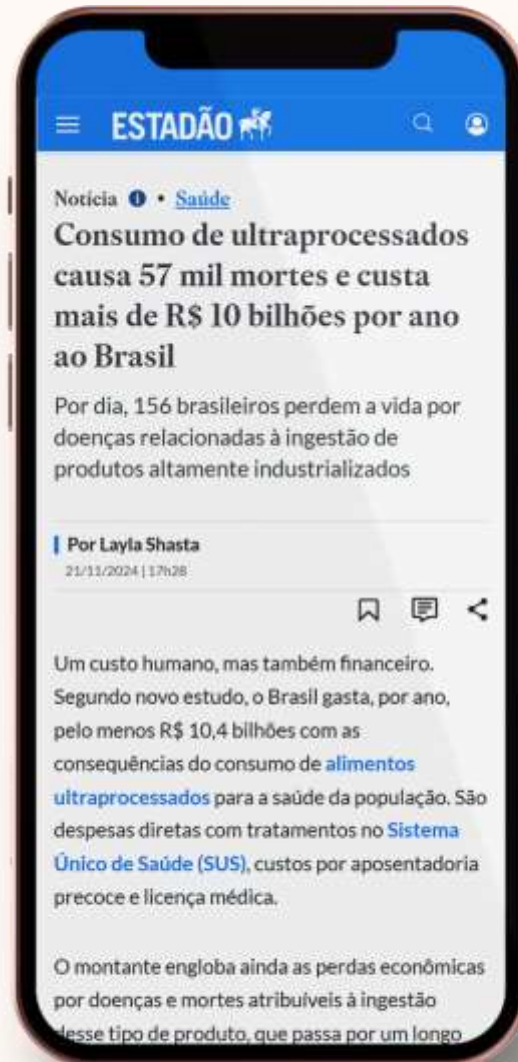 ESTADÃO
Notícia • Saúde
Consumo de ultraprocessados
causa 57 mil mortes e custa
mais de R$ 10 bilhões por ano
ao Brasil
Por dia, 156 brasileiros perdem a vida por
doenças relacionadas à ingestão de
produtos altamente industrializados
Por Layla Shasta
21/11/2024 | 17h28
Um custo humano, mas também financeiro.
Segundo novo estudo, o Brasil gasta, por ano,
pelo menos R$ 10,4 bilhões com as
consequências do consumo de alimentos
ultraprocessados para a saúde da população. São
despesas diretas com tratamentos no Sistema
Único de Saúde (SUS), custos por aposentadoria
precoce e licença médica.
O montante engloba ainda as perdas econômicas
por doenças e mortes atribuíveis à ingestão
desse tipo de produto, que passa por um longo